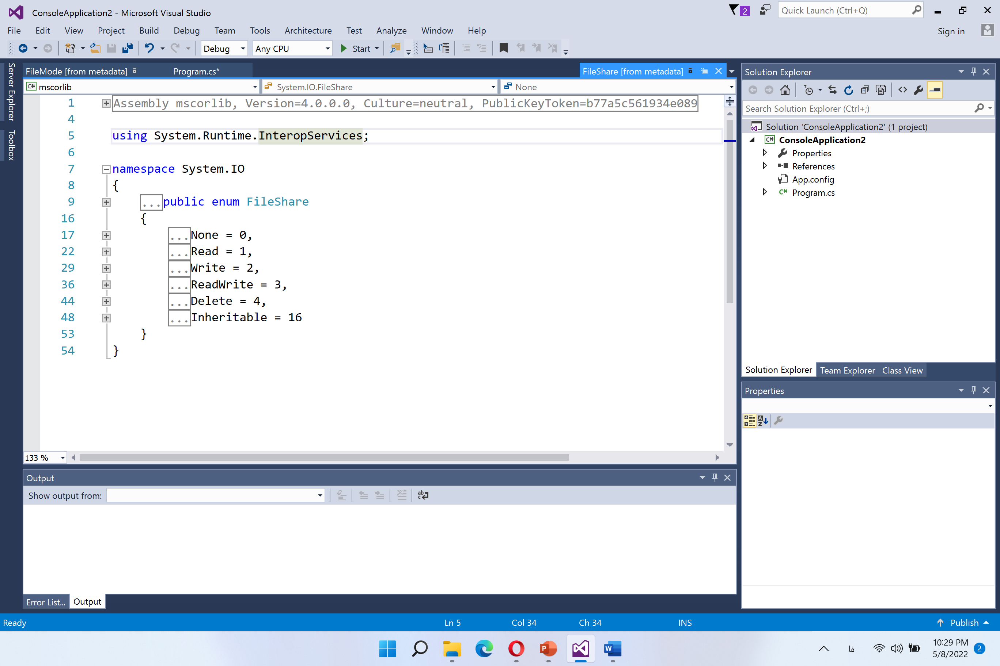 ConsoleApplication2 - Microsoft Visual Studio
2
Quick Launch (Ctrl+Q)
File Edit View Project Build Debug Team Tools Architecture Test Analyze Window Help
Sign in
Debug Any CPU Start
Server Explorer
Toolbox
FileMode [from metadata] Program.cs* FileShare [from metadata]
C# mscorlib System.IO.FileShare None
1 Assembly mscorlib, Version=4.0.0.0, Culture=neutral, PublicKeyToken=b77a5c561934e089
4
5 using System.Runtime.InteropServices;
6
7 namespace System.IO
8 {
9 ...public enum FileShare
16 {
17 ...None = 0,
22 ...Read = 1,
29 ...Write = 2,
36 ...ReadWrite = 3,
44 ...Delete = 4,
48 ...Inheritable = 16
53 }
54 }
133 %
Output
Show output from:
Error List... Output
Solution Explorer
Search Solution Explorer (Ctrl+;)
Solution 'ConsoleApplication2' (1 project)
C# ConsoleApplication2
Properties
References
App.config
C# Program.cs
Solution Explorer Team Explorer Class View
Properties
Ready Ln 5 Col 34 Ch 34 INS Publish
فا
10:29 PM
5/8/2022
2